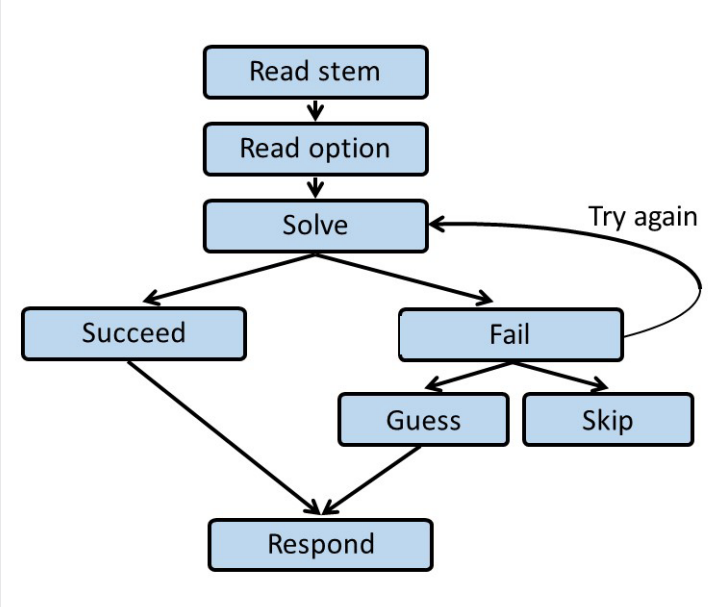 Read stem
Read option
Solve
Try again
Succeed
Fail
Guess
Skip
Respond